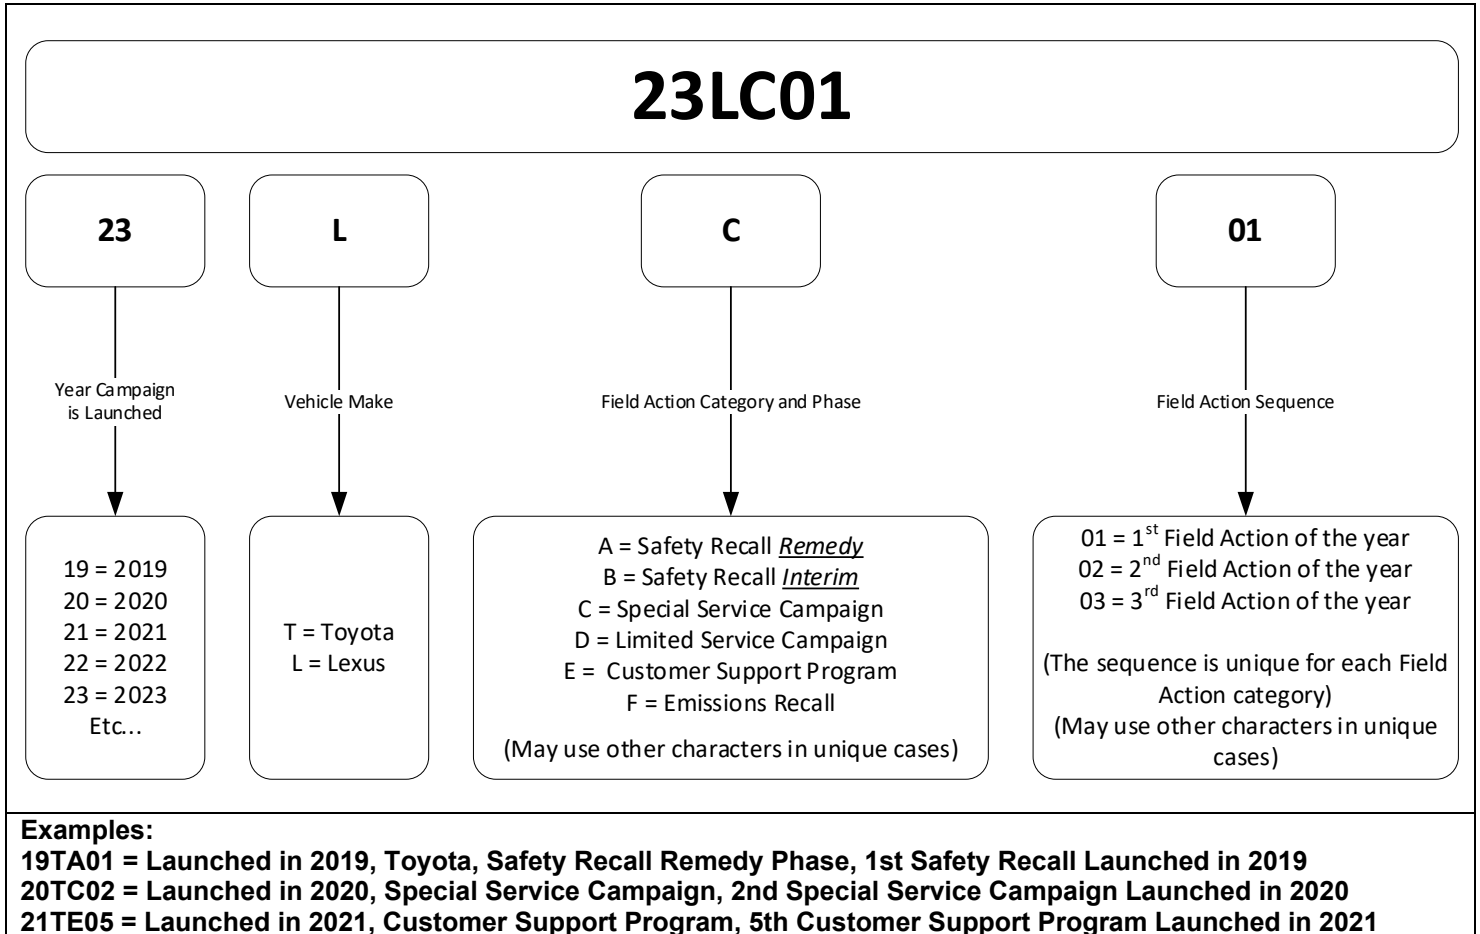 23LC01
23
L
C
01
Year Campaign
is Launched
Vehicle Make
Field Action Category and Phase
Field Action Sequence
19 = 2019
20 = 2020
21 = 2021
22 = 2022
23 = 2023
Etc...
T = Toyota
L = Lexus
A = Safety Recall Remedy
B = Safety Recall Interim
C = Special Service Campaign
D = Limited Service Campaign
E = Customer Support Program
F = Emissions Recall
(May use other characters in unique cases)
01 = 1st Field Action of the year
02 = 2nd Field Action of the year
03 = 3rd Field Action of the year
(The sequence is unique for each Field
Action category)
(May use other characters in unique
cases)
Examples:
19TA01 = Launched in 2019, Toyota, Safety Recall Remedy Phase, 1st Safety Recall Launched in 2019
20TC02 = Launched in 2020, Special Service Campaign, 2nd Special Service Campaign Launched in 2020
21TE05 = Launched in 2021, Customer Support Program, 5th Customer Support Program Launched in 2021